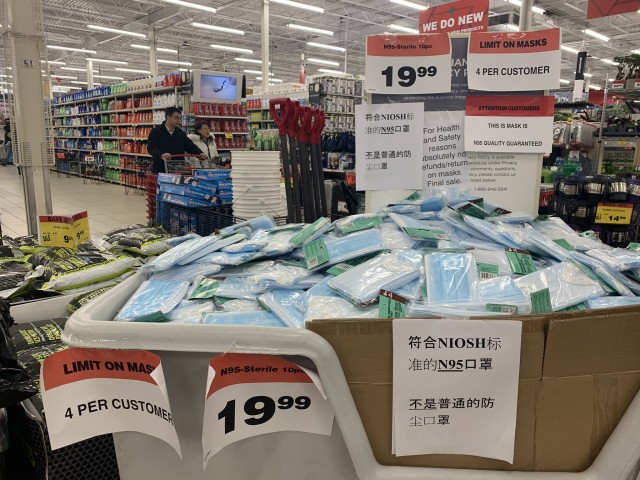 WE DO NEW
N95-Sterile 10pc
19.99
LIMIT ON MASKS
4 PER CUSTOMER
ATTENTION CUSTOMERS
THIS IS MASK IS
N95 QUALITY GUARANTEED
符合NIOSH标
准的N95口罩
不是普通的防
尘口罩
For Health
and Safety
reasons
absolutely no
refunds/return
on masks
Final sale
LIMIT ON MASK
4 PER CUSTOMER
N95-Sterile 10pc
19.99
符合NIOSH标
准的N95口罩
不是普通的防
尘口罩